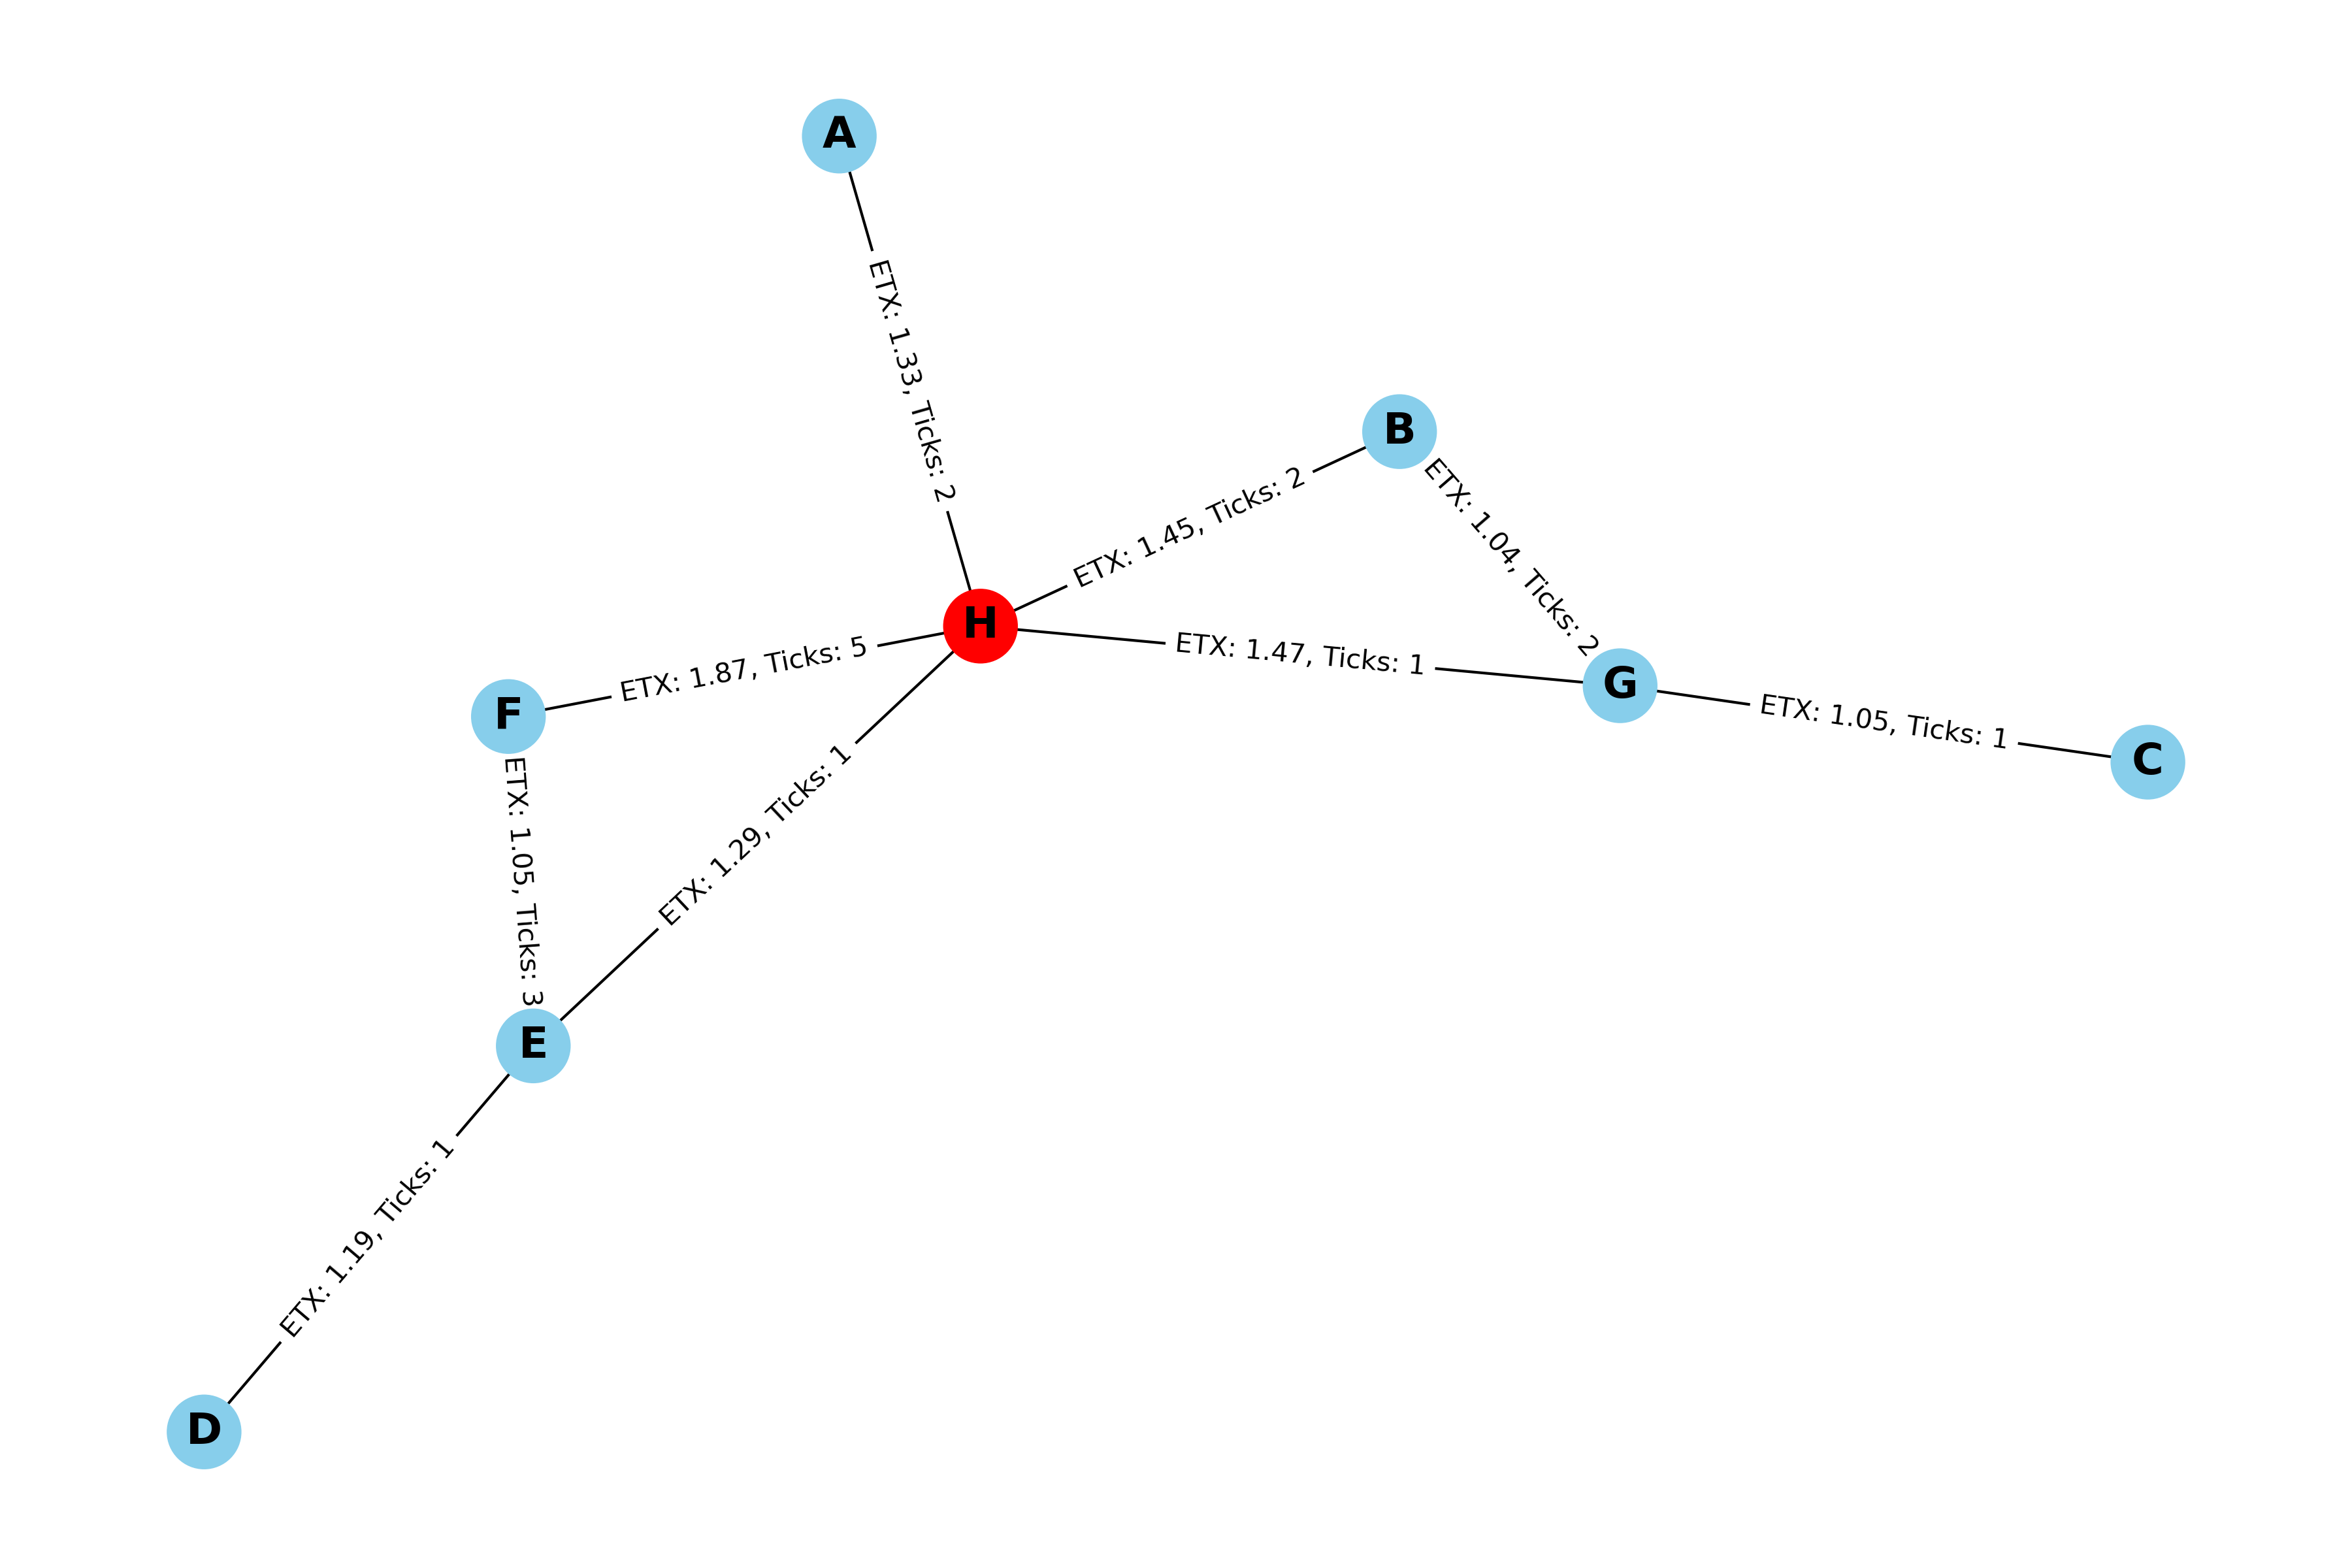 A
ETX: 1.33, Ticks: 2
B
ETX: 1.45, Ticks: 2
ETX: 1.04, Ticks: 2
H
ETX: 1.87, Ticks: 5
ETX: 1.47, Ticks: 1
G
F
ETX: 1.05, Ticks: 1
C
ETX: 1.29, Ticks: 1
ETX: 1.05, Ticks: 3
E
ETX: 1.19, Ticks: 1
D